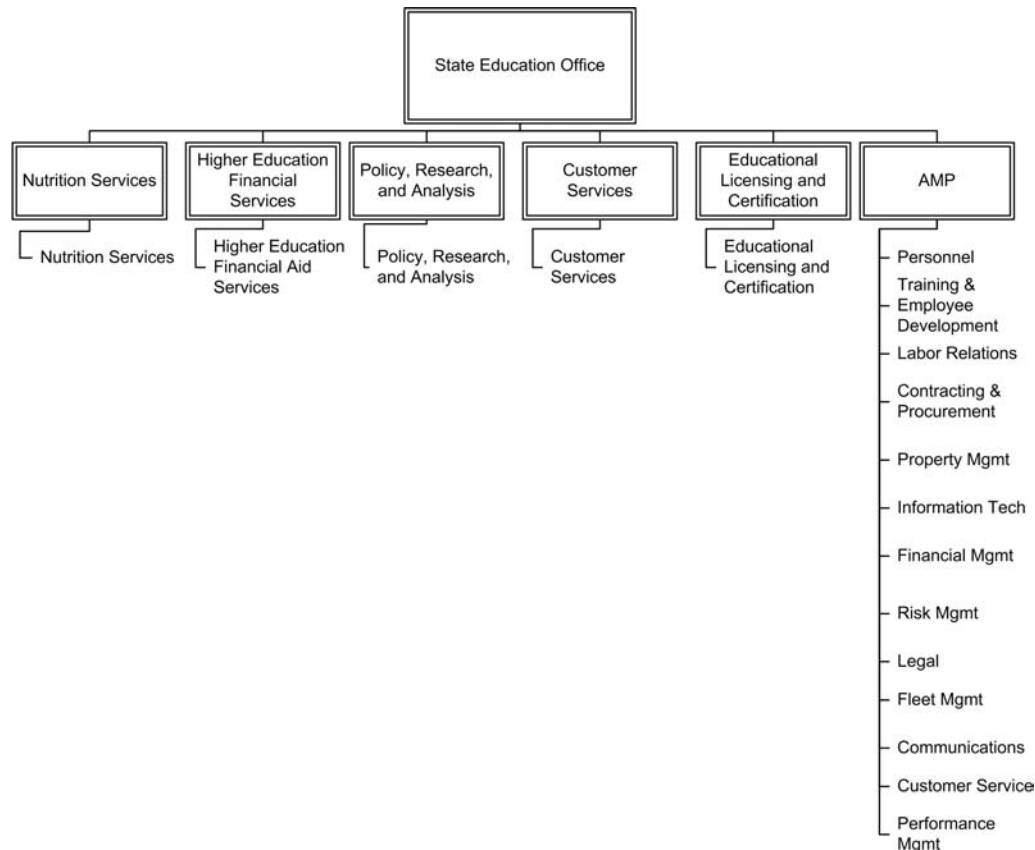 State Education Office
Nutrition Services
Higher Education
Financial
Services
Policy, Research,
and Analysis
Customer
Services
Educational
Licensing and
Certification
AMP
Nutrition Services
Higher Education
Financial Aid
Services
Policy, Research,
and Analysis
Customer
Services
Educational
Licensing and
Certification
Personnel
Training &
Employee
Development
Labor Relations
Contracting &
Procurement
Property Mgmt
Information Tech
Financial Mgmt
Risk Mgmt
Legal
Fleet Mgmt
Communications
Customer Service
Performance
Mgmt